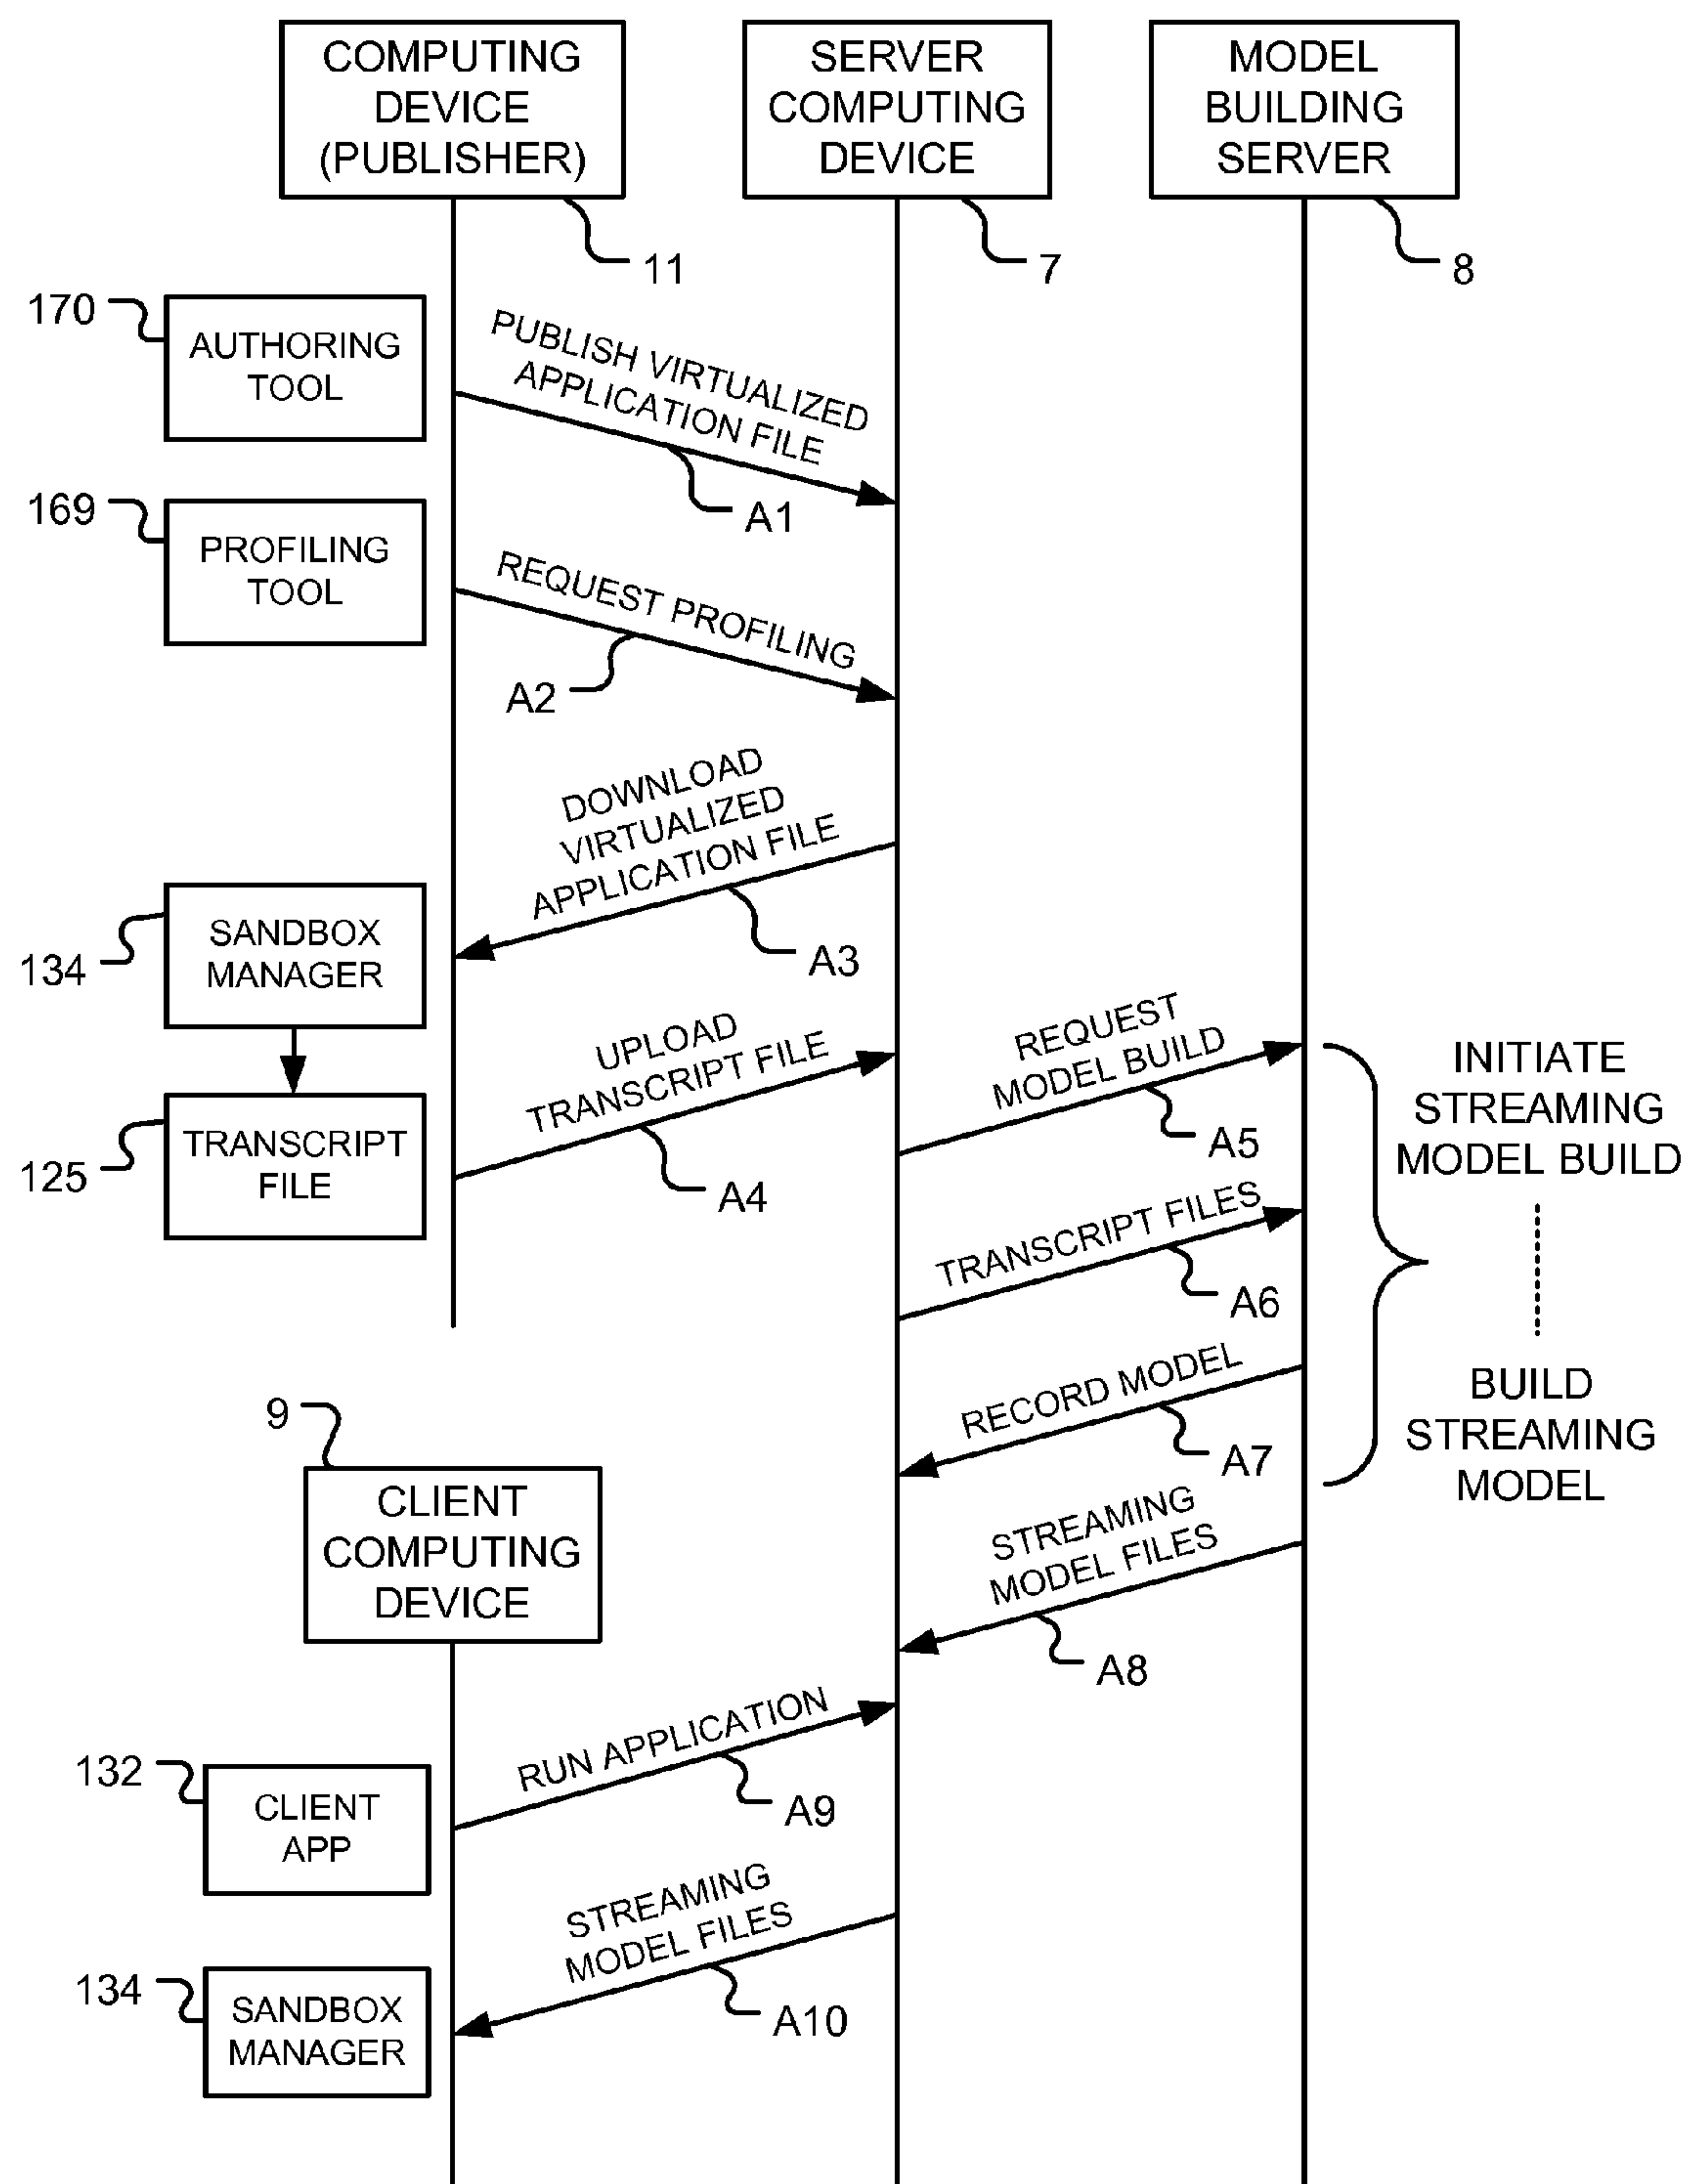 COMPUTING
DEVICE
(PUBLISHER)
SERVER
COMPUTING
DEVICE
MODEL
BUILDING
SERVER
11
7
8
170
AUTHORING
TOOL
PUBLISH VIRTUALIZED
APPLICATION FILE
A1
169
PROFILING
TOOL
REQUEST PROFILING
A2
DOWNLOAD
VIRTUALIZED
APPLICATION FILE
A3
134
SANDBOX
MANAGER
UPLOAD
TRANSCRIPT FILE
A4
125
TRANSCRIPT
FILE
REQUEST
MODEL BUILD
A5
INITIATE
STREAMING
MODEL BUILD
TRANSCRIPT FILES
A6
RECORD MODEL
A7
BUILD
STREAMING
MODEL
9
CLIENT
COMPUTING
DEVICE
STREAMING
MODEL FILES
A8
RUN APPLICATION
A9
132
CLIENT
APP
STREAMING
MODEL FILES
A10
134
SANDBOX
MANAGER